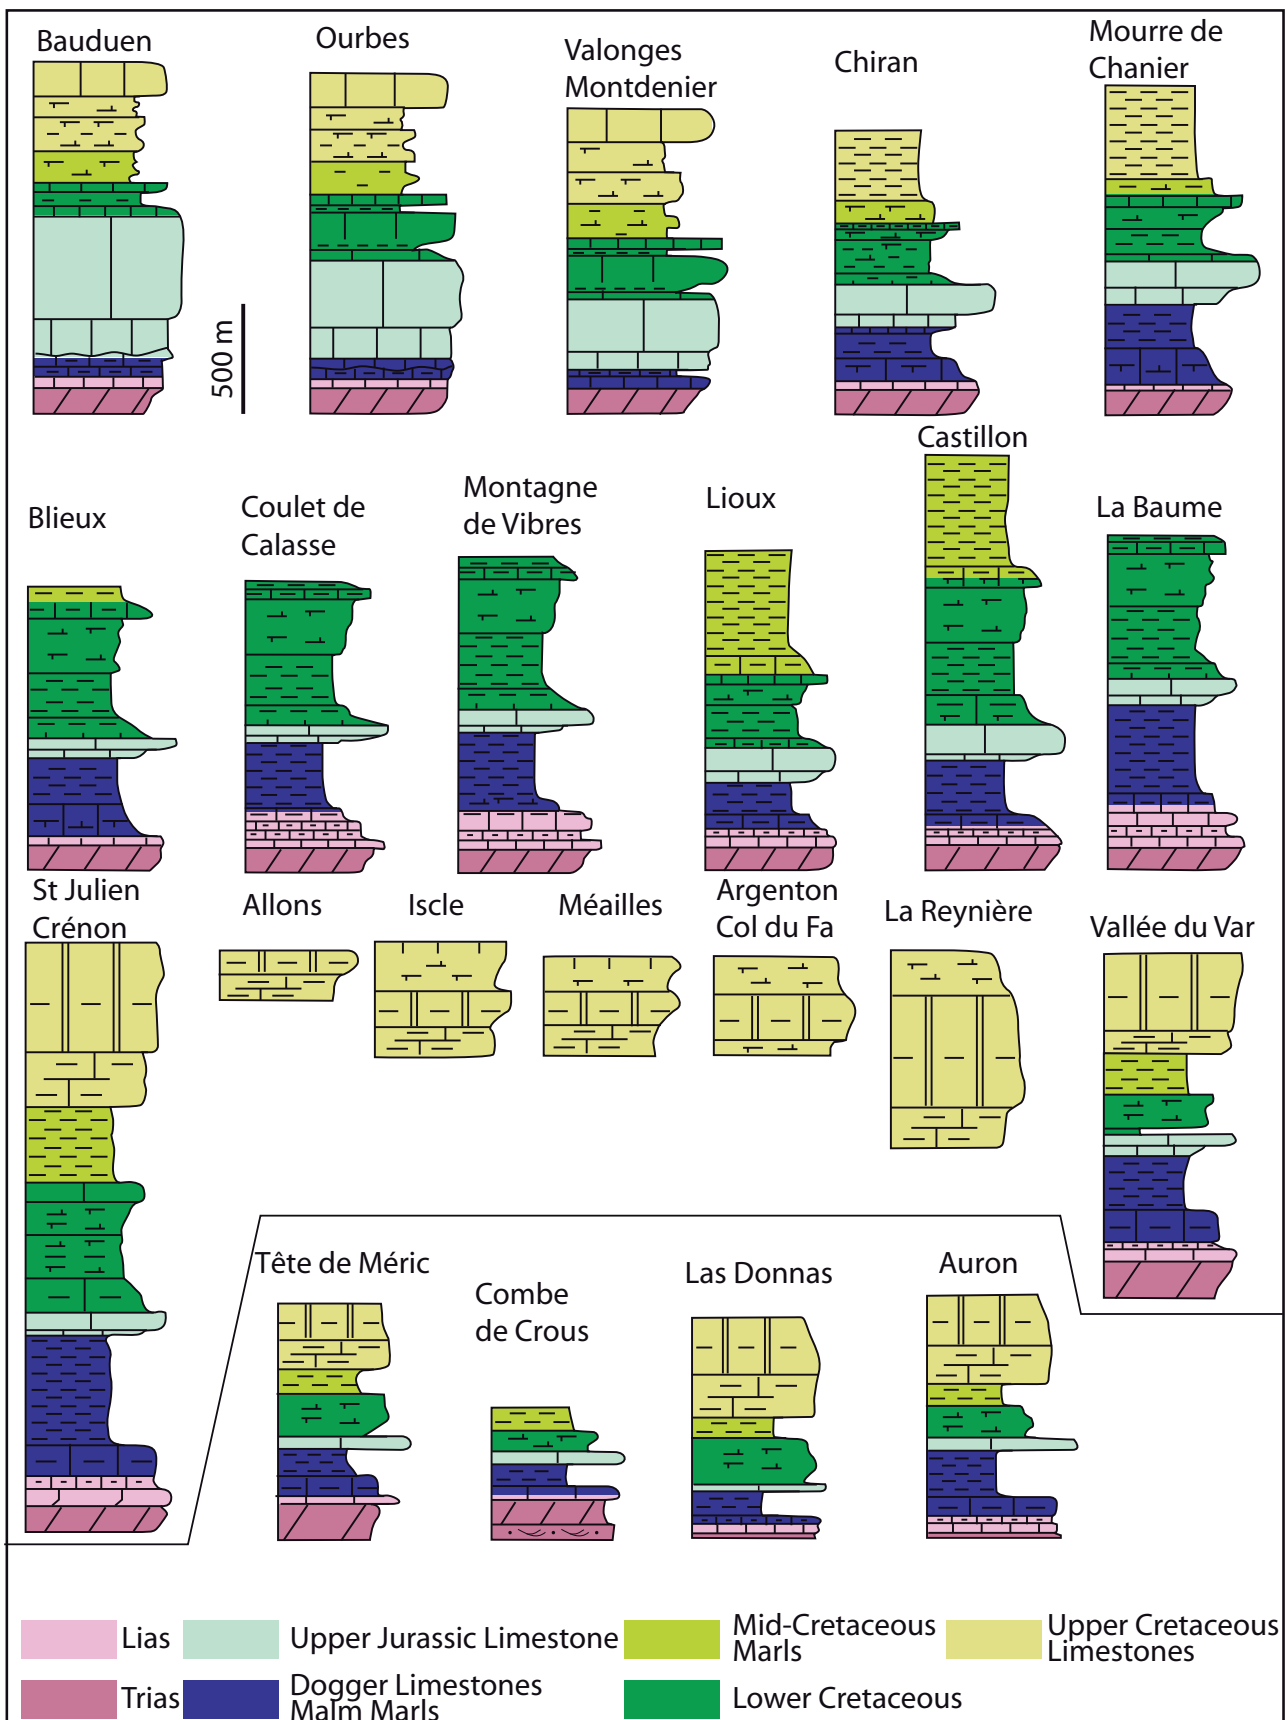 Bauduen
Ourbes
Valonges
Montdenier
Chiran
Mourre de
Chanier
500 m
Blieux
Coulet de
Calasse
Montagne
de Vibres
Lioux
Castillon
La Baume
St Julien
Crénon
Allons
Iscle
Méailles
Argenton
Col du Fa
La Reynière
Vallée du Var
Tête de Méric
Combe
de Crous
Las Donnas
Auron
Lias
Upper Jurassic Limestone
Mid-Cretaceous
Marls
Upper Cretaceous
Limestones
Trias
Dogger Limestones
Malm Marls
Lower Cretaceous